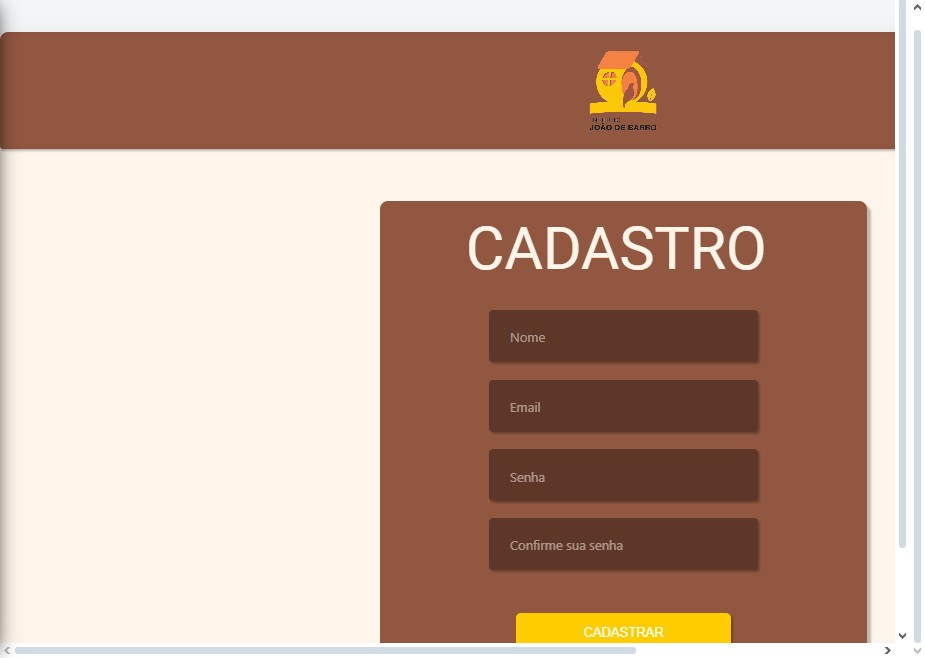 JOÃO DE BARRO
CADASTRO
Nome
Email
Senha
Confirme sua senha
CADASTRAR